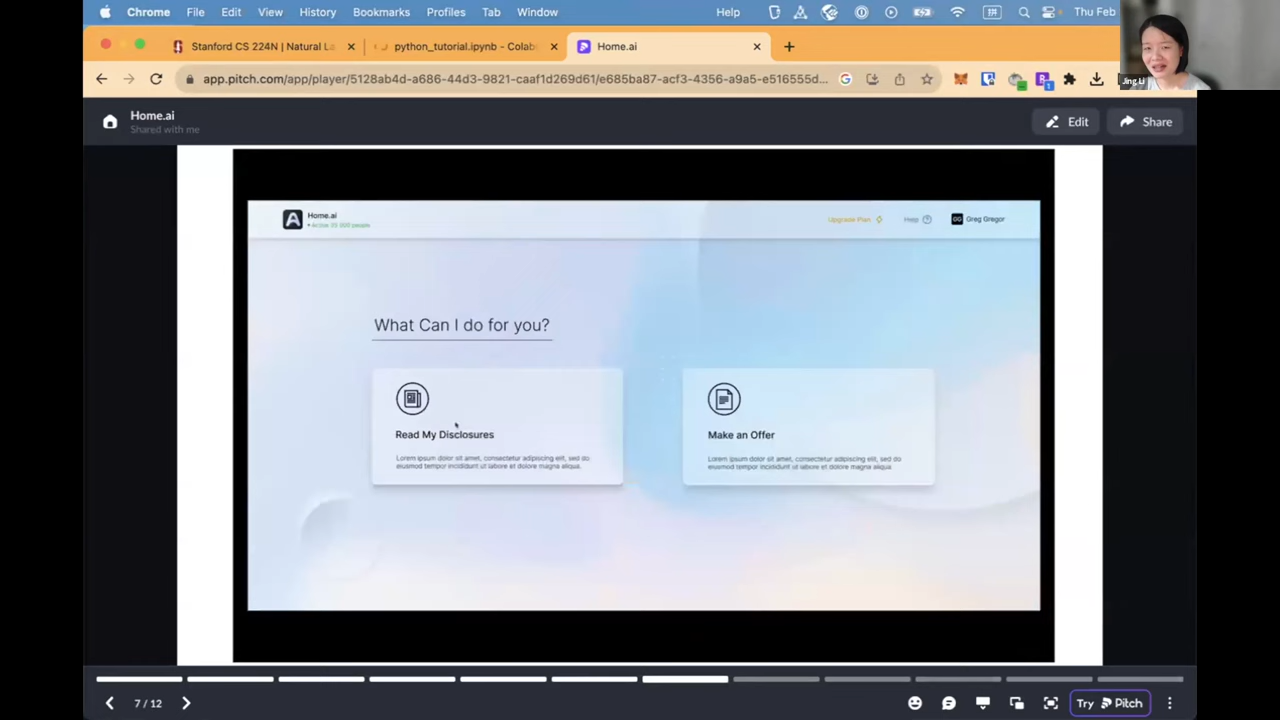 Chrome File Edit View History Bookmarks Profiles Tab Window Help Thu Feb
Stanford CS 224N | Natural La
python_tutorial.ipynb - Colab
Home.ai
app.pitch.com/app/player/5128ab4d-a686-44d3-9821-caaf1d269d61/e685ba87-acf3-4356-a9a5-e516555d...
Jing Li
Home.ai
Shared with me
Edit
Share
Home.ai
Upgrade Plan
Help
GG Greg Gregor
What Can I do for you?
Read My Disclosures
Lorem ipsum dolor sit amet, consectetur adipiscing elit, sed do
eiusmod tempor incididunt ut labore et dolore magna aliqua.
Make an Offer
Lorem ipsum dolor sit amet, consectetur adipiscing elit, sed do
eiusmod tempor incididunt ut labore et dolore magna aliqua
7 / 12
Try Pitch